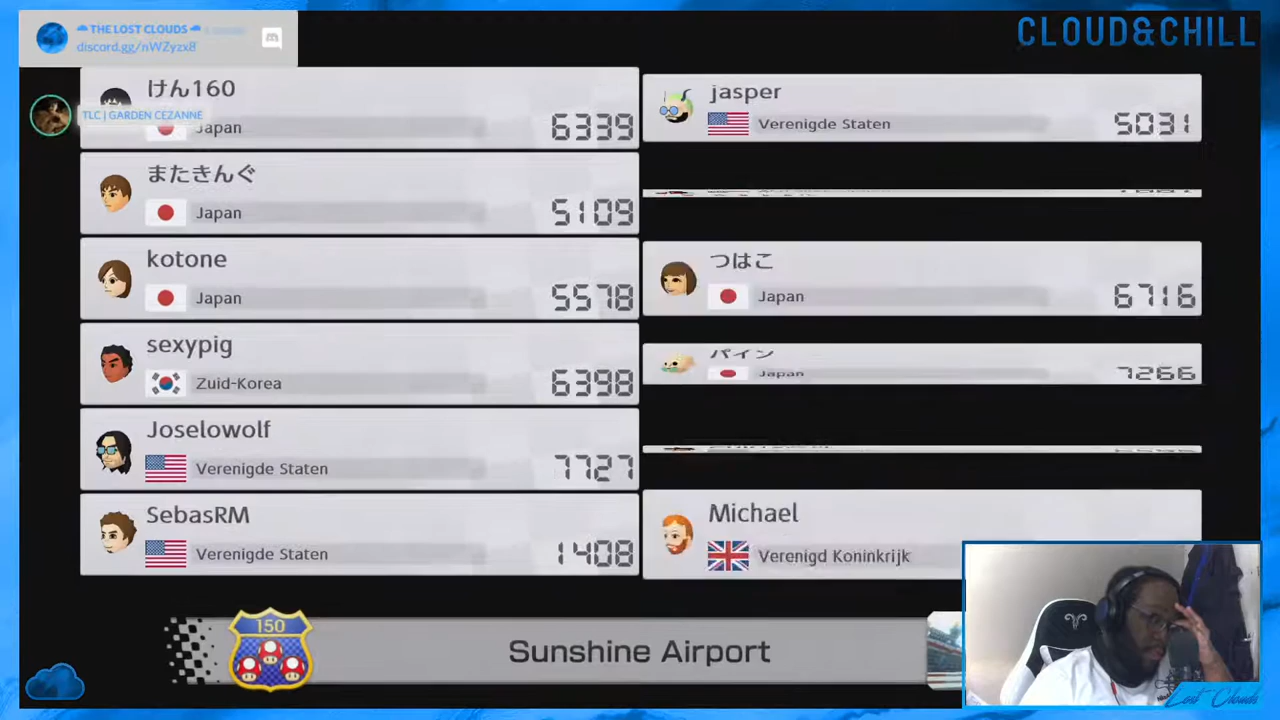 THE LOST CLOUDS
discord.gg/nWZyzx8
CLOUD&CHILL
TLC | GARDEN CEZANNE
けん160
Japan
6339
またきんぐ
Japan
5109
kotone
Japan
5578
sexypig
Zuid-Korea
6398
Joselowolf
Verenigde Staten
7727
SebasRM
Verenigde Staten
1408
jasper
Verenigde Staten
5031
つはこ
Japan
6716
パイン
Japan
7266
Michael
Verenigd Koninkrijk
150
Sunshine Airport
Lost Clouds